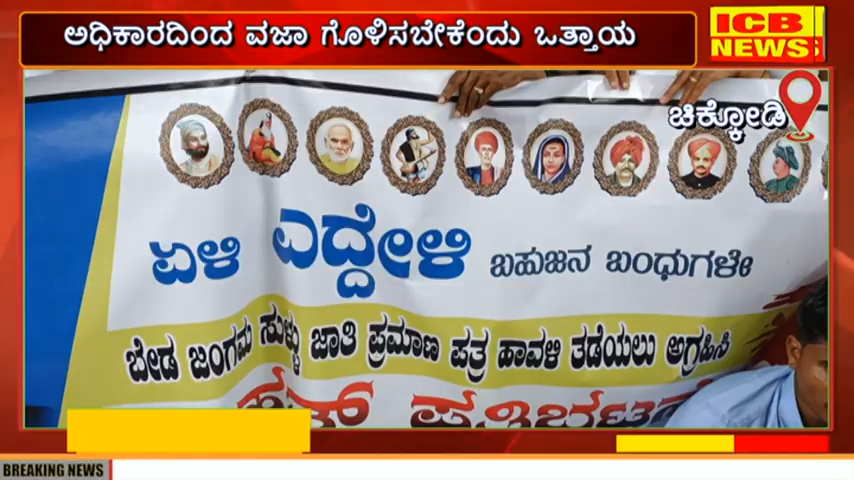 ಅಧಿಕಾರದಿಂದ ವಜಾ ಗೊಳಿಸಬೇಕೆಂದು ಒತ್ತಾಯ
ICB
NEWS
ಚಿಕ್ಕೋಡಿ
ಏಳಿ ಎದ್ದೇಳಿ ಬಹುಜನ ಬಂಧುಗಳೇ
ಬೇಡ ಜಂಗಮ ಸುಳ್ಳು ಜಾತಿ ಪ್ರಮಾಣ ಪತ್ರ ಹಾವಳಿ ತಡೆಯಲು ಆಗ್ರಹಿಸಿ
BREAKING NEWS